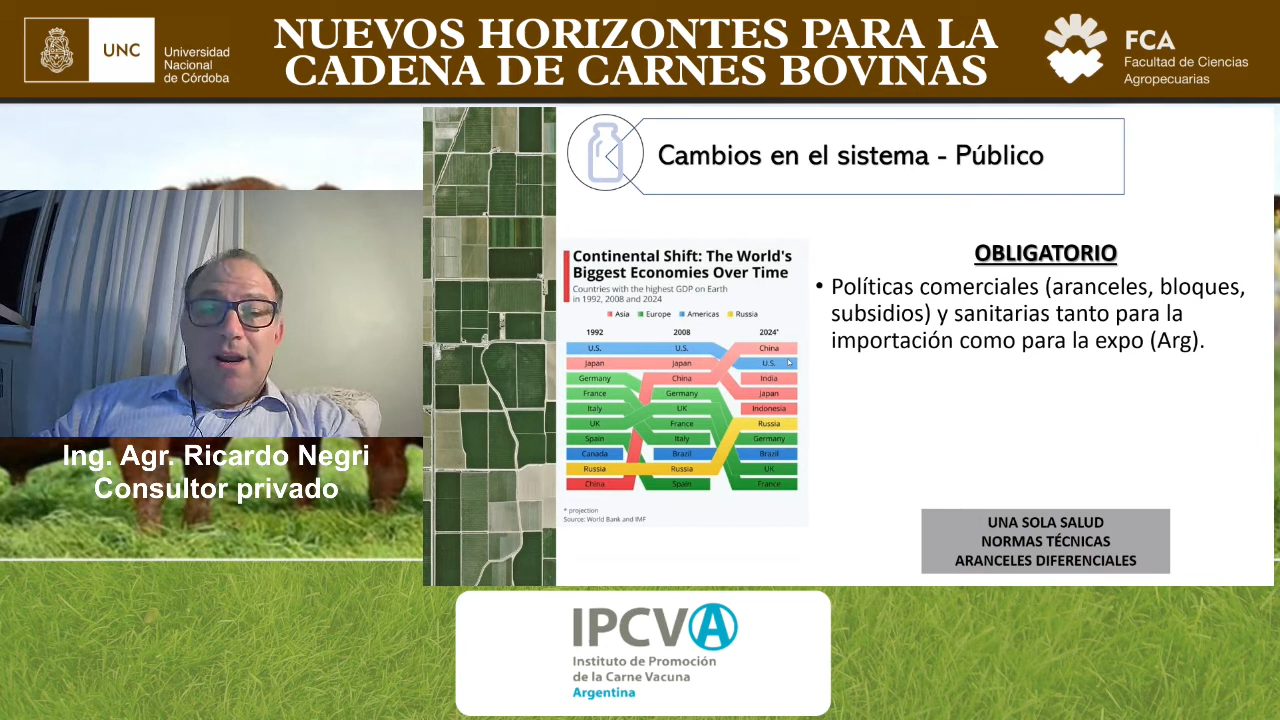 UNC
Universidad
Nacional
de Córdoba
NUEVOS HORIZONTES PARA LA
CADENA DE CARNES BOVINAS
FCA
Facultad de Ciencias
Agropecuarias
Ing. Agr. Ricardo Negri
Consultor privado
Cambios en el sistema - Público
Continental Shift: The World's
Biggest Economies Over Time
Countries with the highest GDP on Earth
in 1992, 2008 and 2024
Asia Europe Americas Russia
1992 2008 2024*
U.S. U.S. China
Japan Japan U.S.
Germany China India
France Germany Japan
Italy UK Indonesia
UK France Russia
Spain Italy Germany
Canada Brazil Brazil
Russia Russia UK
China Spain France
* projection
Source: World Bank and IMF
OBLIGATORIO
• Políticas comerciales (aranceles, bloques,
subsidios) y sanitarias tanto para la
importación como para la expo (Arg).
UNA SOLA SALUD
NORMAS TÉCNICAS
ARANCELES DIFERENCIALES
IPCVA
Instituto de Promoción
de la Carne Vacuna
Argentina